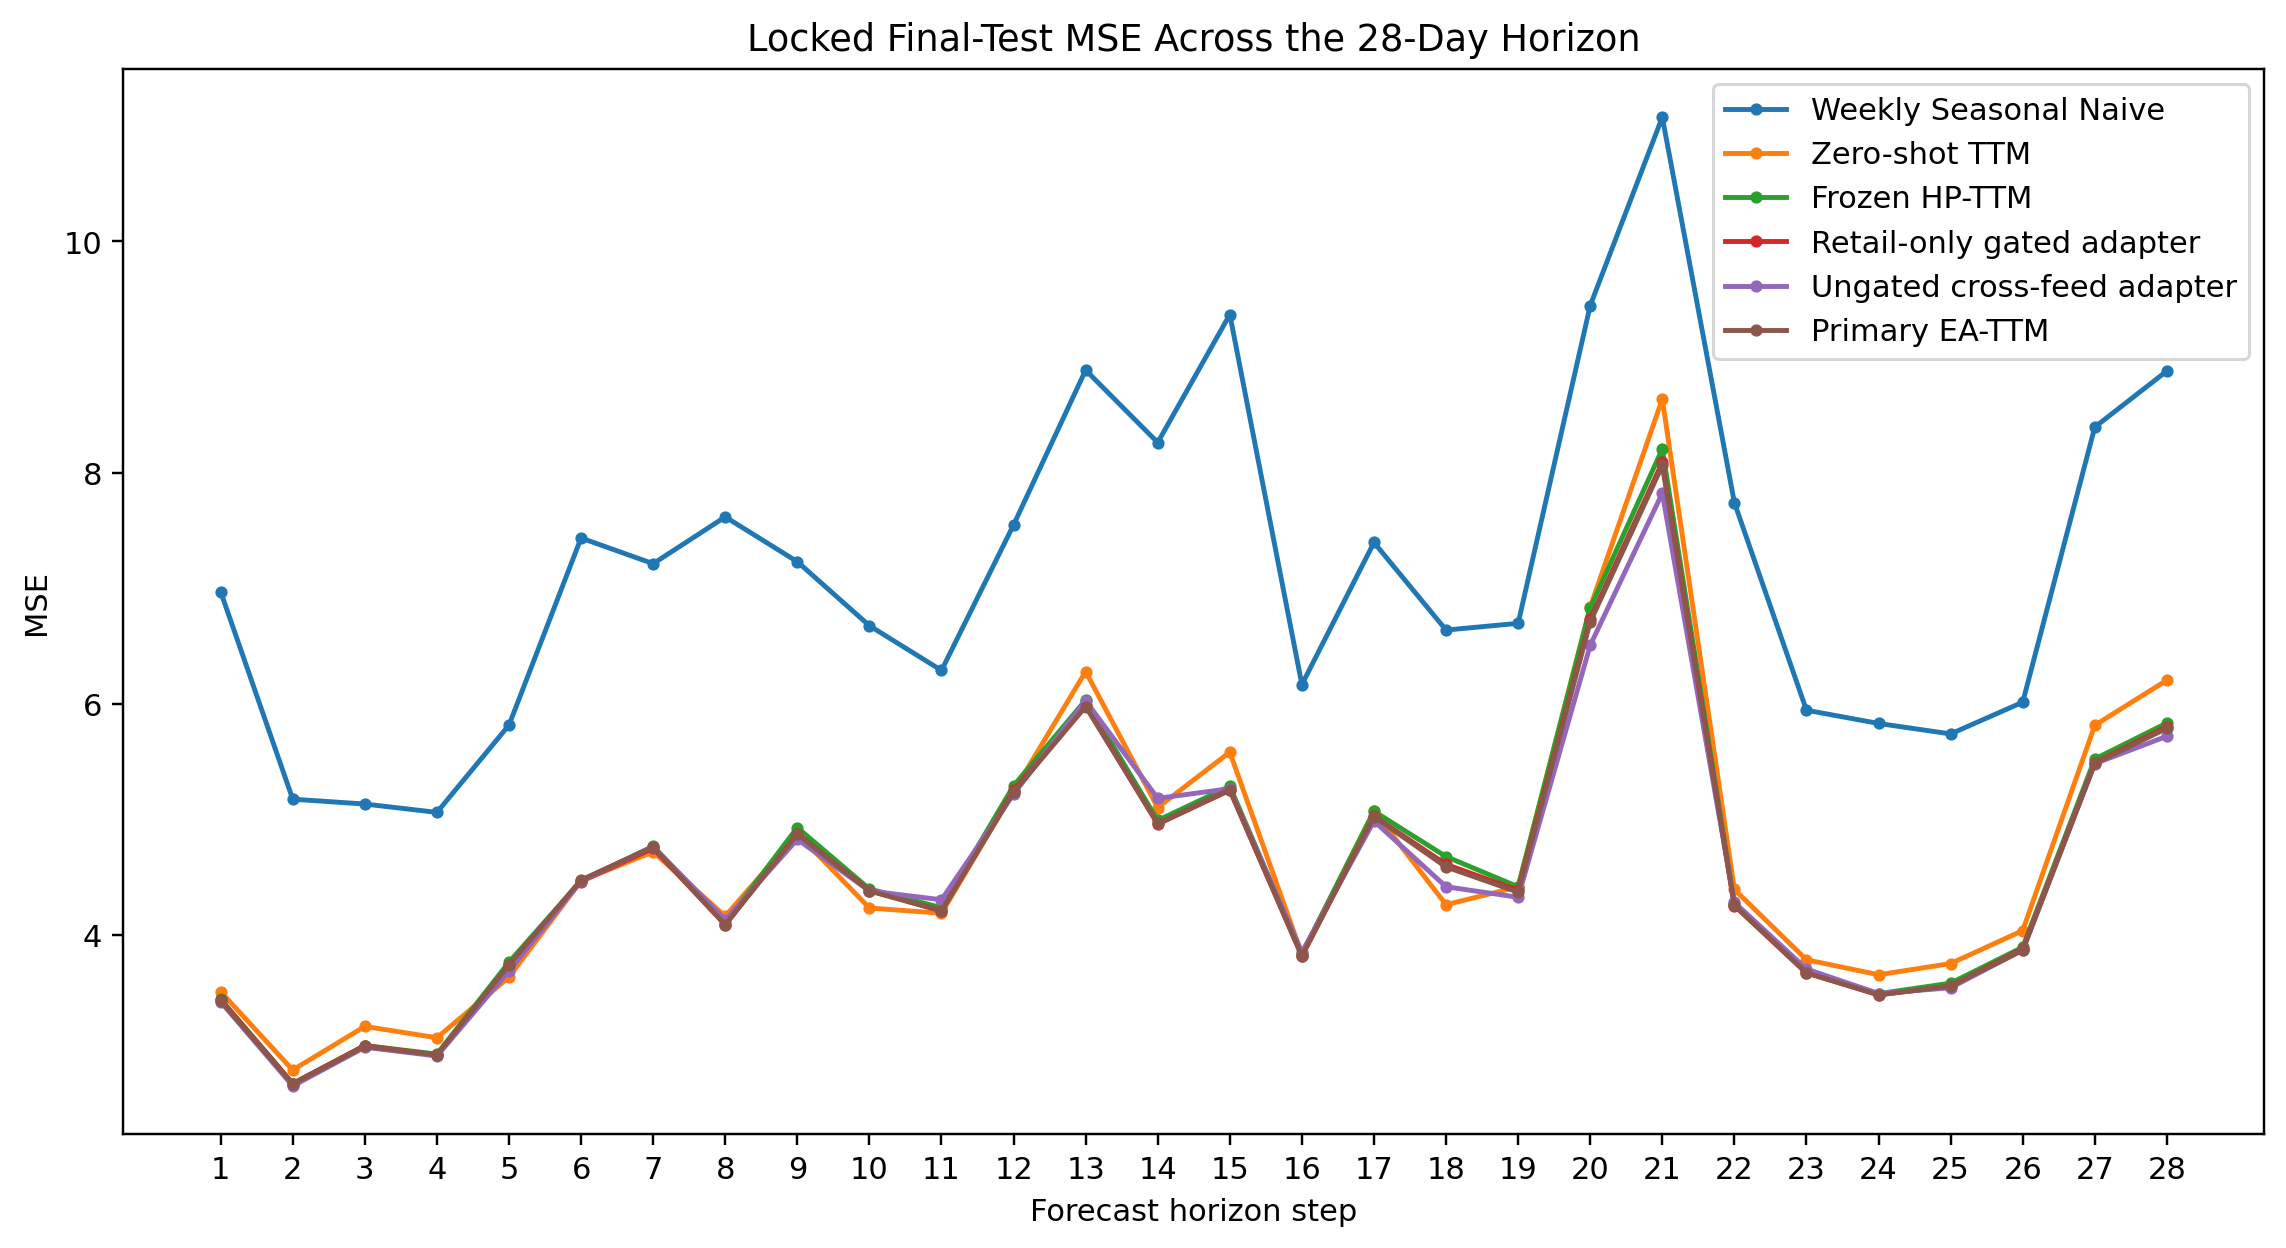 Locked Final-Test MSE Across the 28-Day Horizon
Weekly Seasonal Naive
Zero-shot TTM
Frozen HP-TTM
Retail-only gated adapter
Ungated cross-feed adapter
Primary EA-TTM
10
8
6
4
MSE
1 2 3 4 5 6 7 8 9 10 11 12 13 14 15 16 17 18 19 20 21 22 23 24 25 26 27 28
Forecast horizon step